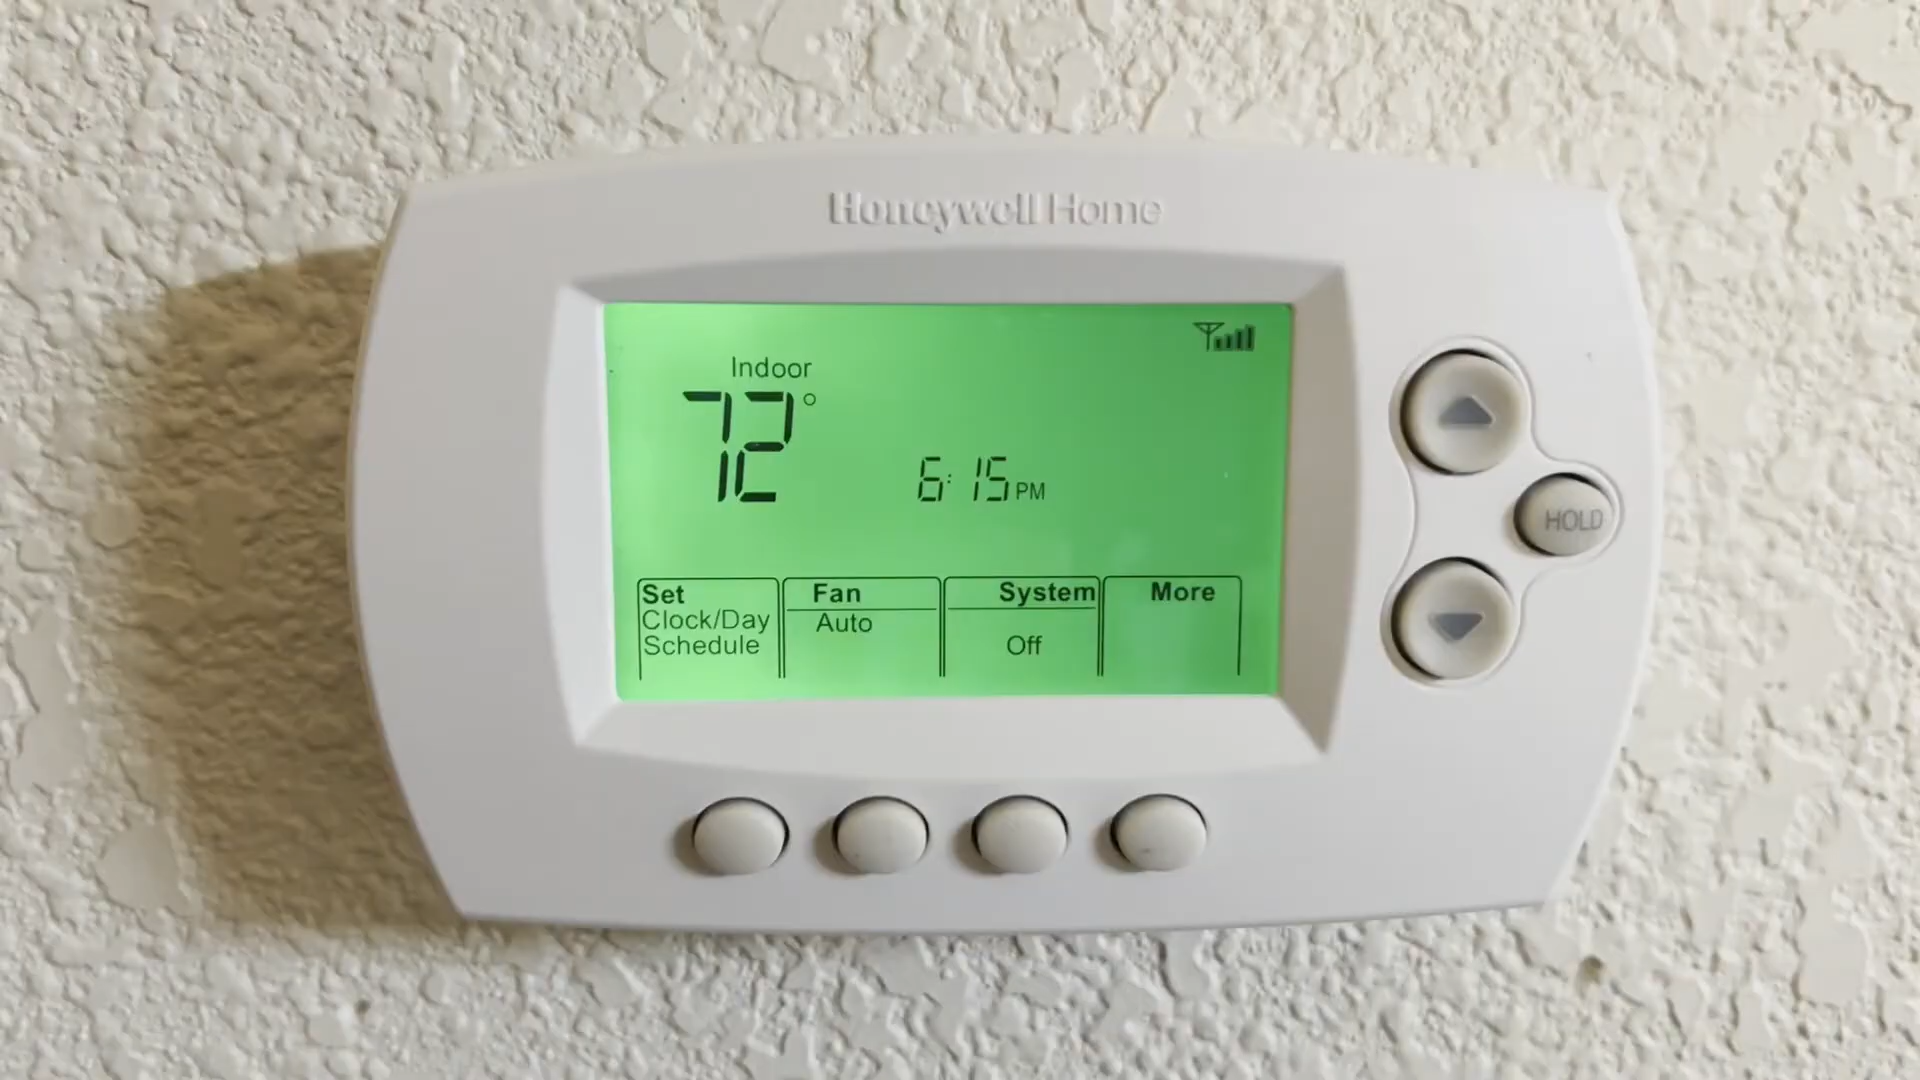 Honeywell Home
Indoor
72°
6:15 PM
Set
Clock/Day
Schedule
Fan
Auto
System
Off
More
HOLD